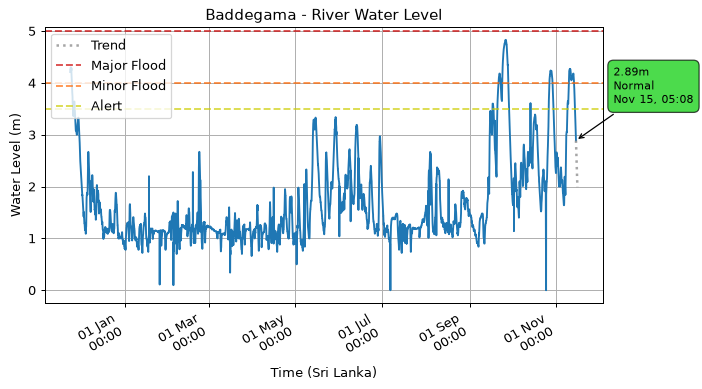 Baddegama - River Water Level
5
4
3
2
1
0
Water Level (m)
Trend
Major Flood
Minor Flood
Alert
2.89m
Normal
Nov 15, 05:08
01 Jan
00:00
01 Mar
00:00
01 May
00:00
01 Jul
00:00
01 Sep
00:00
01 Nov
00:00
Time (Sri Lanka)